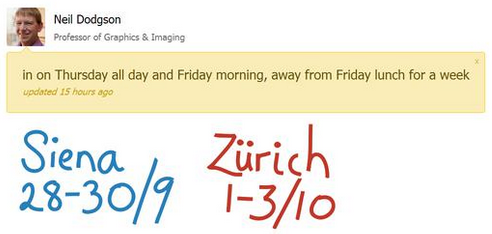 Neil Dodgson
Professor of Graphics & Imaging
x
in on Thursday all day and Friday morning, away from Friday lunch for a week
updated 15 hours ago
Siena
28-30/9
Zürich
1-3/10